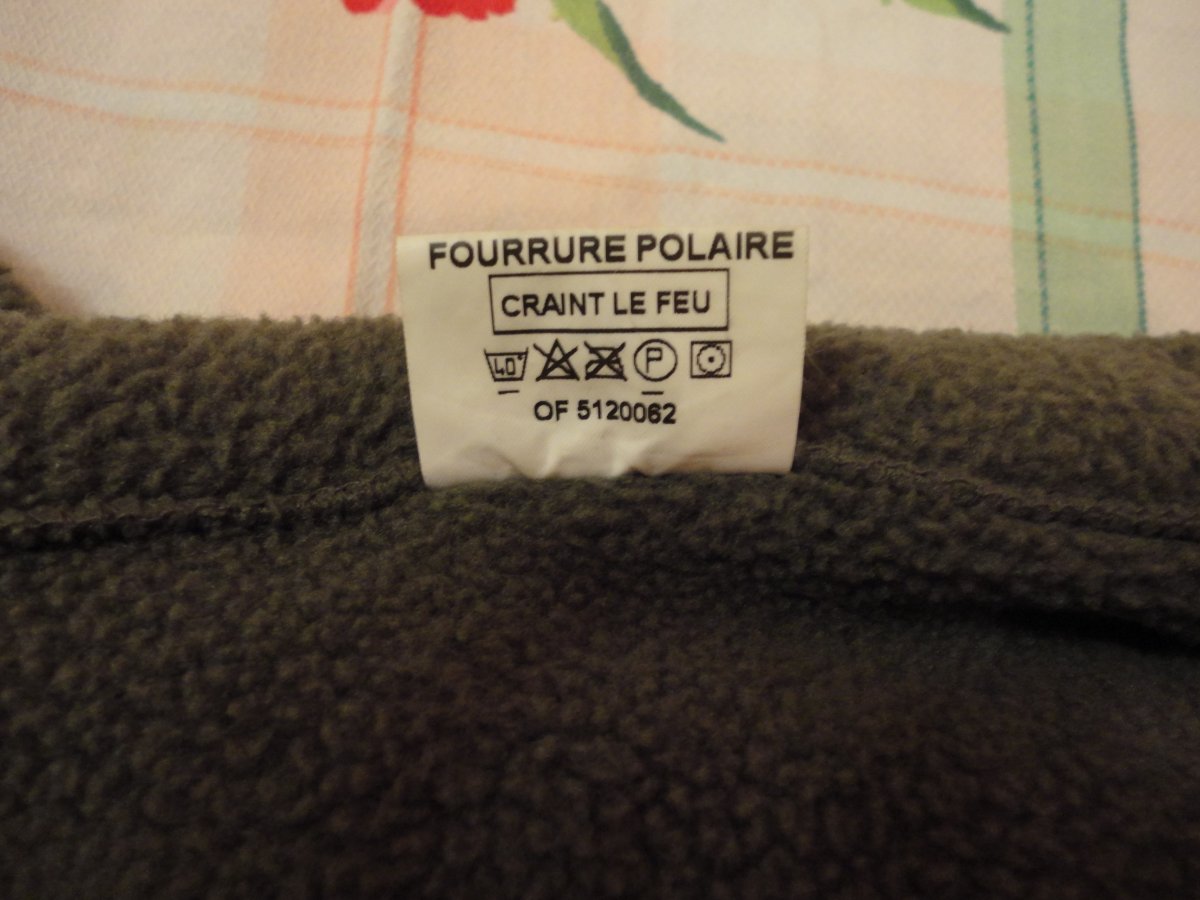 FOURRURE POLAIRE
CRAINT LE FEU
40° P
OF 5120062